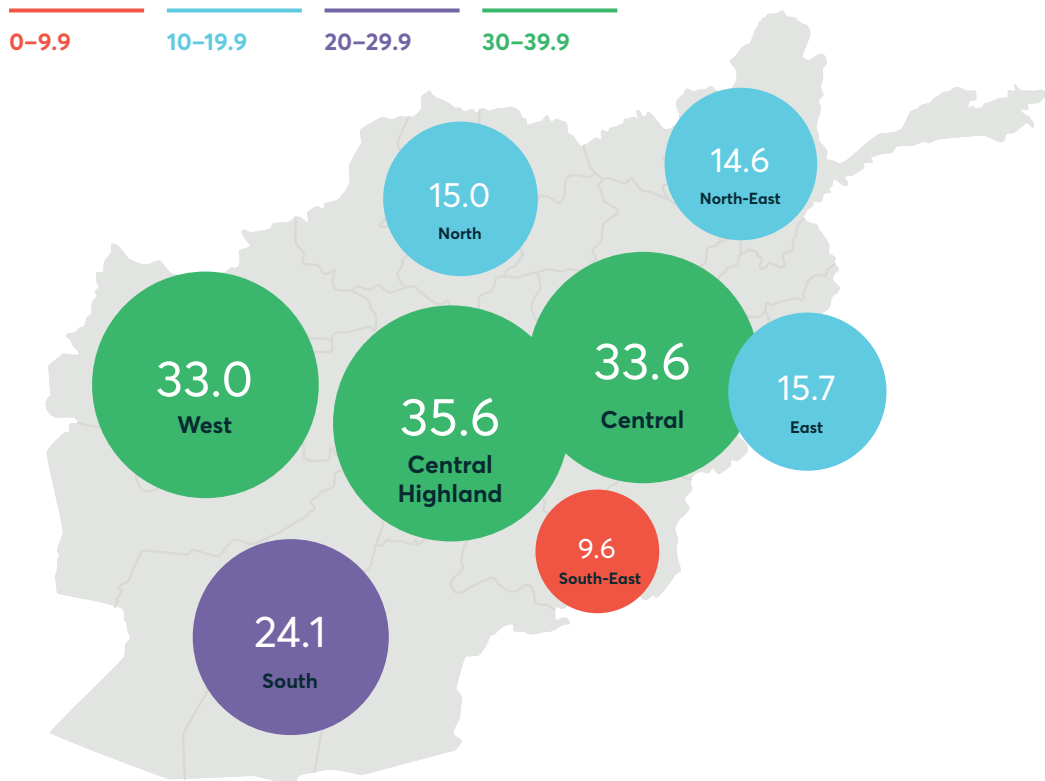 0–9.9
10–19.9
20–29.9
30–39.9
14.6
North-East
15.0
North
33.0
West
35.6
Central
Highland
33.6
Central
15.7
East
9.6
South-East
24.1
South